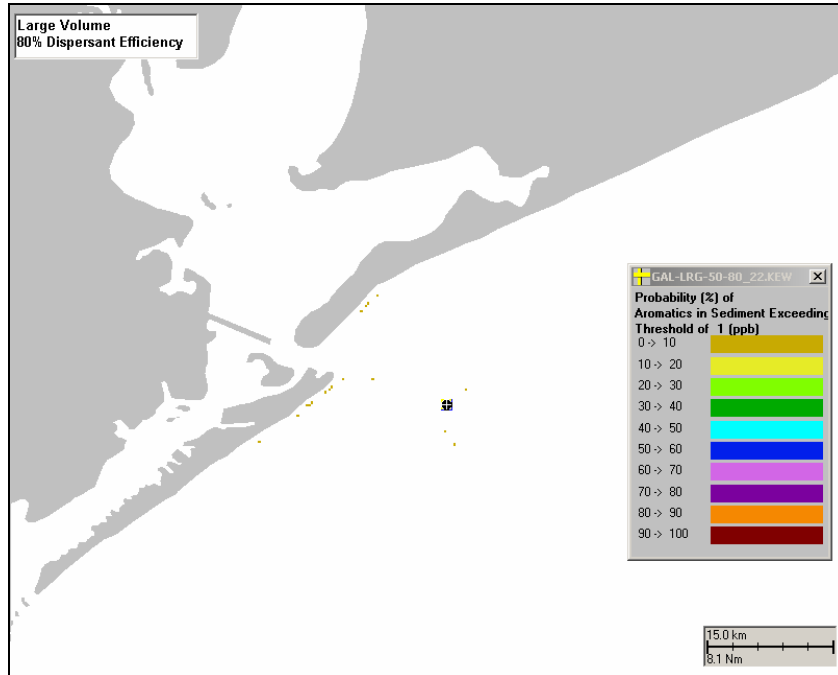 Large Volume
80% Dispersant Efficiency
GAL-LRG-50-80_22.KEW
Probability (%) of
Aromatics in Sediment Exceeding
Threshold of 1 (ppb)
0 -> 10
10 -> 20
20 -> 30
30 -> 40
40 -> 50
50 -> 60
60 -> 70
70 -> 80
80 -> 90
90 -> 100
15.0 km
8.1 Nm